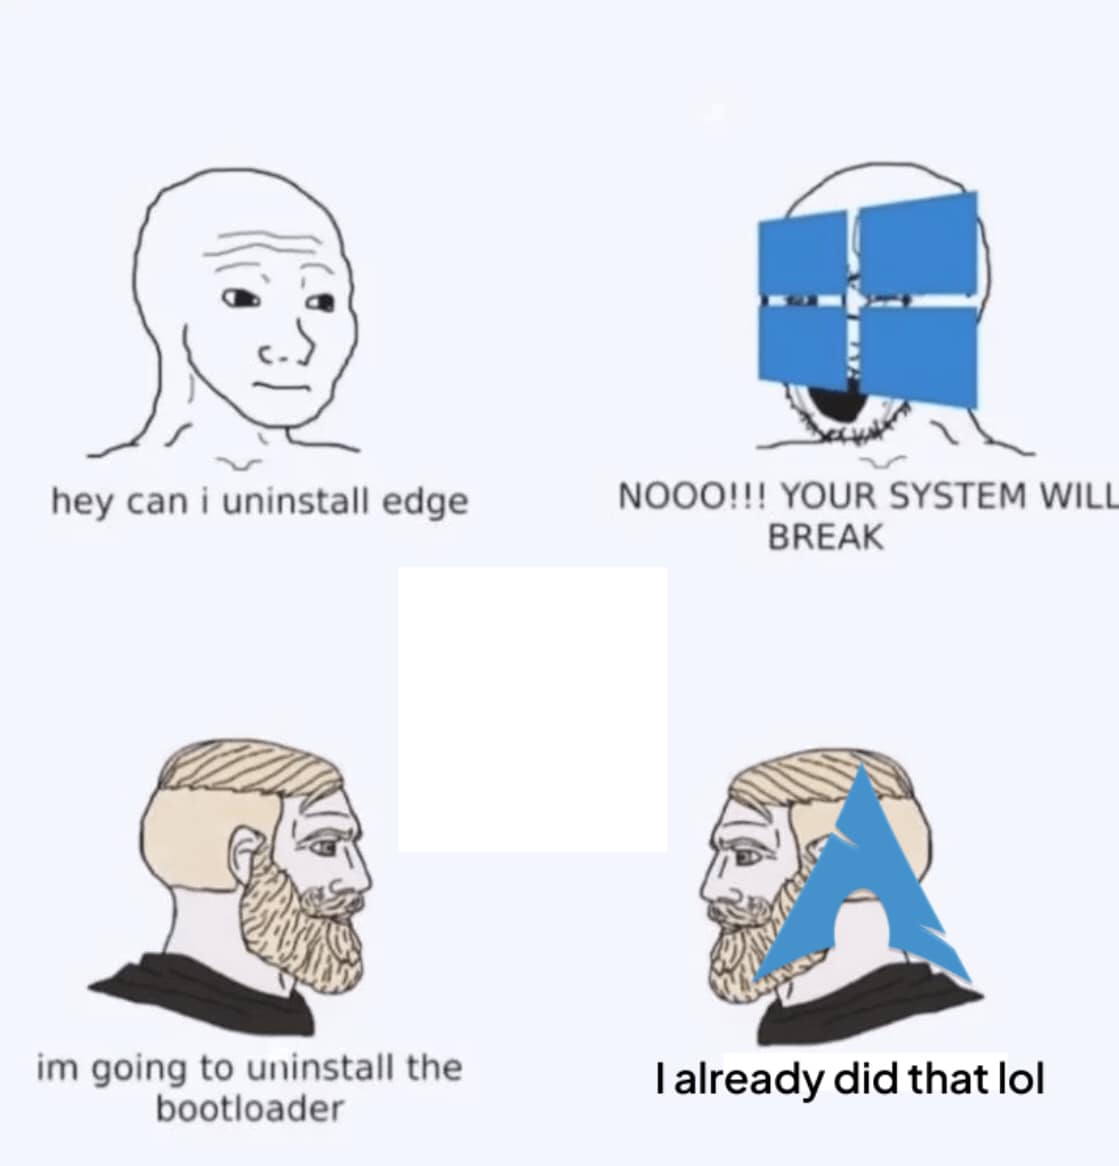 hey can i uninstall edge
NOOO!!! YOUR SYSTEM WILL
BREAK
im going to uninstall the
bootloader
I already did that lol